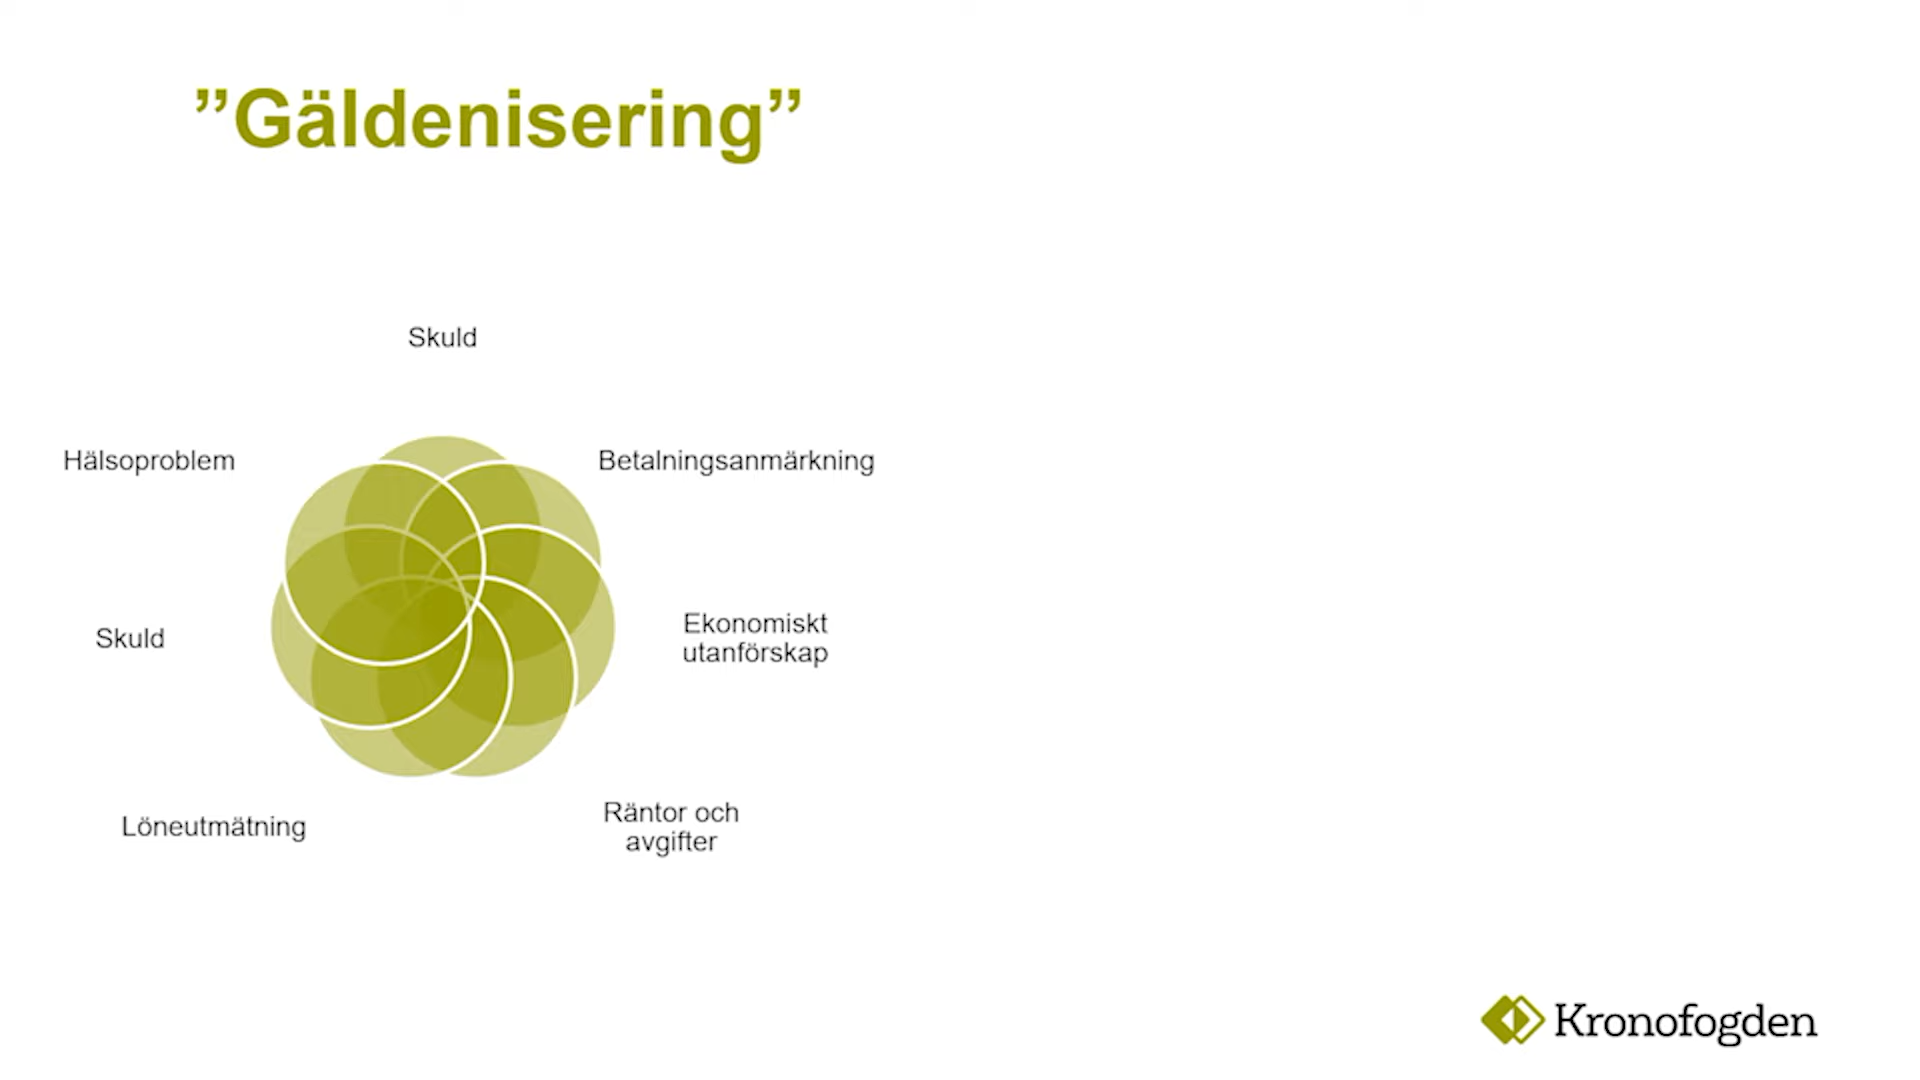 ”Gäldenisering”
Skuld
Hälsoproblem
Betalningsanmärkning
Skuld
Ekonomiskt
utanförskap
Löneutmätning
Räntor och
avgifter
Kronofogden